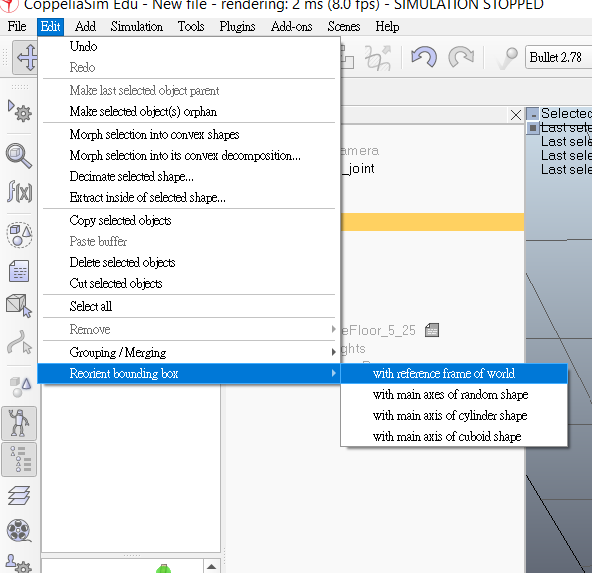 CoppeliaSim Edu - New file - rendering: 2 ms (8.0 fps) - SIMULATION STOPPED
File Edit Add Simulation Tools Plugins Add-ons Scenes Help
Undo
Redo
Bullet 2.78
Make last selected object parent
Make selected object(s) orphan
Selected
Last sele
Morph selection into convex shapes
Last sele
Morph selection into its convex decomposition...
amera
Last sele
Decimate selected shape...
_joint
Last sele
Extract inside of selected shape...
f(x)
Copy selected objects
Paste buffer
Delete selected objects
Cut selected objects
Select all
Remove
eFloor_5_25
Grouping / Merging
ghts
Reorient bounding box
with reference frame of world
with main axes of random shape
with main axis of cylinder shape
with main axis of cuboid shape